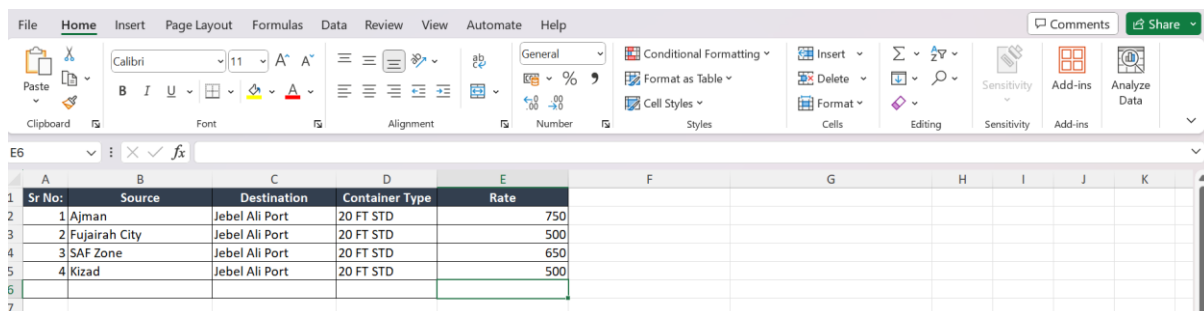 File Home Insert Page Layout Formulas Data Review View Automate Help Comments Share
Paste
Calibri 11 A^ A˅
B I U A
ab
General
% 9
.00
Conditional Formatting
Format as Table
Cell Styles
Insert
Delete
Format
Sensitivity
Add-ins
Analyze
Data
Clipboard Font Alignment Number Styles Cells Editing Sensitivity Add-ins
E6 fx
A B C D E F G H I J K
1 Sr No: Source Destination Container Type Rate
2 1 Ajman Jebel Ali Port 20 FT STD 750
3 2 Fujairah City Jebel Ali Port 20 FT STD 500
4 3 SAF Zone Jebel Ali Port 20 FT STD 650
5 4 Kizad Jebel Ali Port 20 FT STD 500
6
7